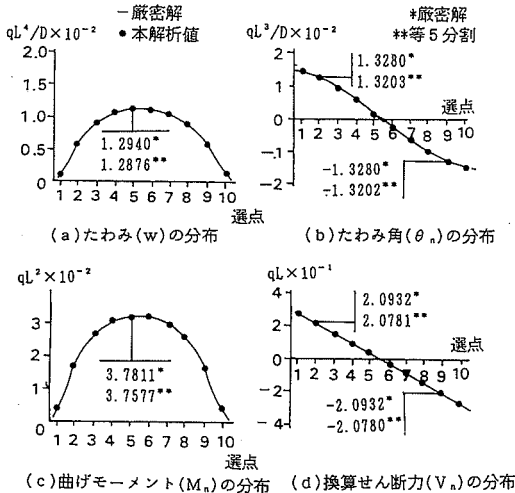 －厳密解
qL⁴/D×10⁻² ●本解析値
2.0
1.5
1.0
0.5
0
1.2940*
1.2876**
1 2 3 4 5 6 7 8 9 10
選点
(a)たわみ(w)の分布
*厳密解
qL³/D×10⁻² **等5分割
2
1
0
-1
-2
1.3280*
1.3203**
選点
1 2 3 4 5 6 7 8 9 10
-1.3280*
-1.3202**
(b)たわみ角(θn)の分布
qL²×10⁻²
3
2
1
0
3.7811*
3.7577**
1 2 3 4 5 6 7 8 9 10
選点
(c)曲げモーメント(Mn)の分布
qL×10⁻¹
4
2
0
-2
-4
2.0932*
2.0781**
選点
1 2 3 4 5 6 7 8 9 10
-2.0932*
-2.0780**
(d)換算せん断力(Vn)の分布